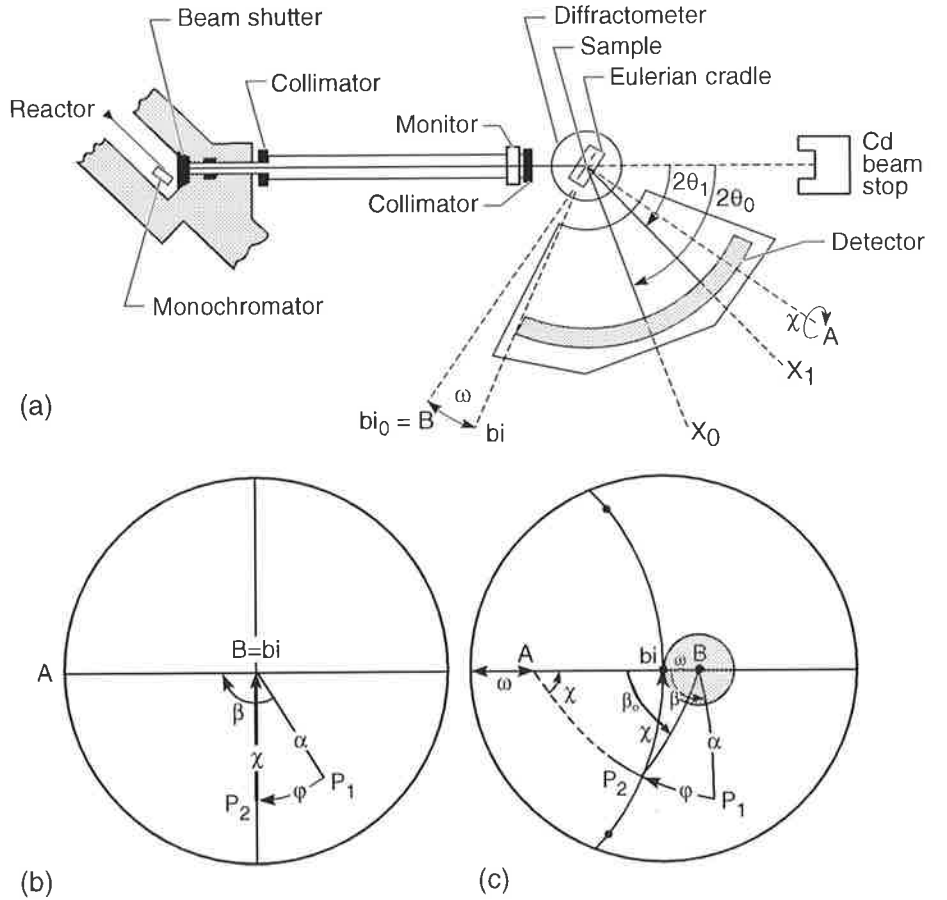 Beam shutter
Diffractometer
Sample
Eulerian cradle
Collimator
Reactor
Monitor
Cd
beam
stop
2θ₁
2θ₀
Collimator
Detector
Monochromator
χ
A
X₁
ω
(a)
bi₀ = B
bi
X₀
B=bi
A
β
α
χ
φ
P₁
P₂
(b)
A
bi
ω
B
ω
χ
β₀
β
χ
α
P₂
φ
P₁
(c)